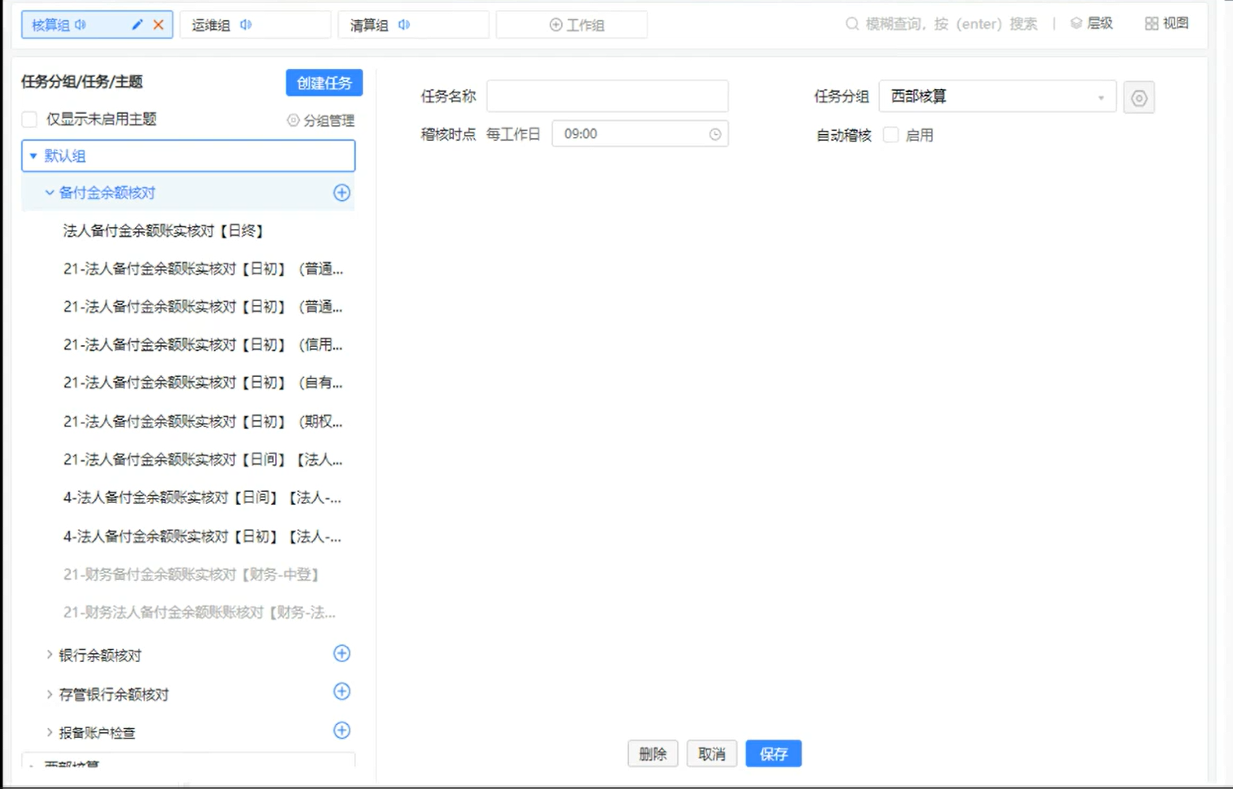 核算组
运维组
清算组
工作组
模糊查询，按 (enter) 搜索
层级
视图
任务分组/任务/主题
创建任务
仅显示未启用主题
分组管理
默认组
备付金余额核对
法人备付金余额账实核对【日终】
21-法人备付金余额账实核对【日初】（普通...
21-法人备付金余额账实核对【日初】（普通...
21-法人备付金余额账实核对【日初】（信用...
21-法人备付金余额账实核对【日初】（自有...
21-法人备付金余额账实核对【日初】（期权...
21-法人备付金余额账实核对【日间】【法人...
4-法人备付金余额账实核对【日间】【法人-...
4-法人备付金余额账实核对【日初】【法人-...
21-财务备付金余额账实核对【财务-中登】
21-财务法人备付金余额账账核对【财务-法...
银行余额核对
存管银行余额核对
报备账户检查
西部核算
任务名称
任务分组
西部核算
稽核时点
每工作日
09:00
自动稽核
启用
删除
取消
保存